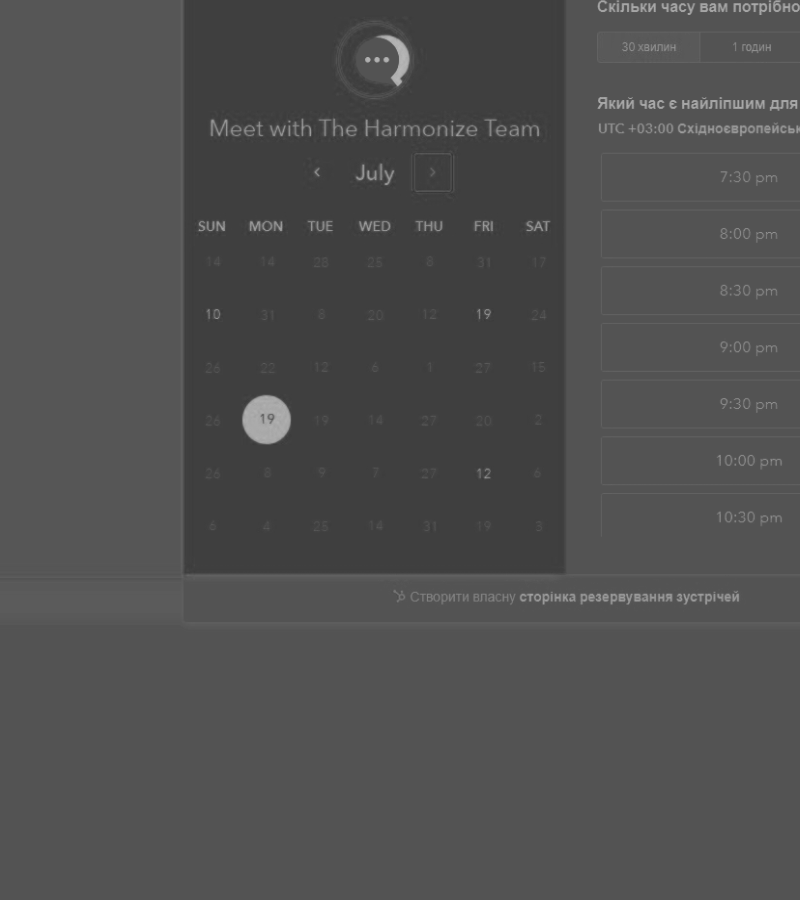 Скільки часу вам потрібно
30 хвилин 1 годин
Meet with The Harmonize Team
Який час є найліпшим для
UTC +03:00 Східноєвропейськ
July
SUN MON TUE WED THU FRI SAT
14 14 28 25 8 31 17
10 31 8 20 12 19 24
26 22 12 6 1 27 15
26 19 19 14 27 20 2
26 8 9 7 27 12 6
6 4 25 14 31 19 3
7:30 pm
8:00 pm
8:30 pm
9:00 pm
9:30 pm
10:00 pm
10:30 pm
Створити власну сторінка резервування зустрічей